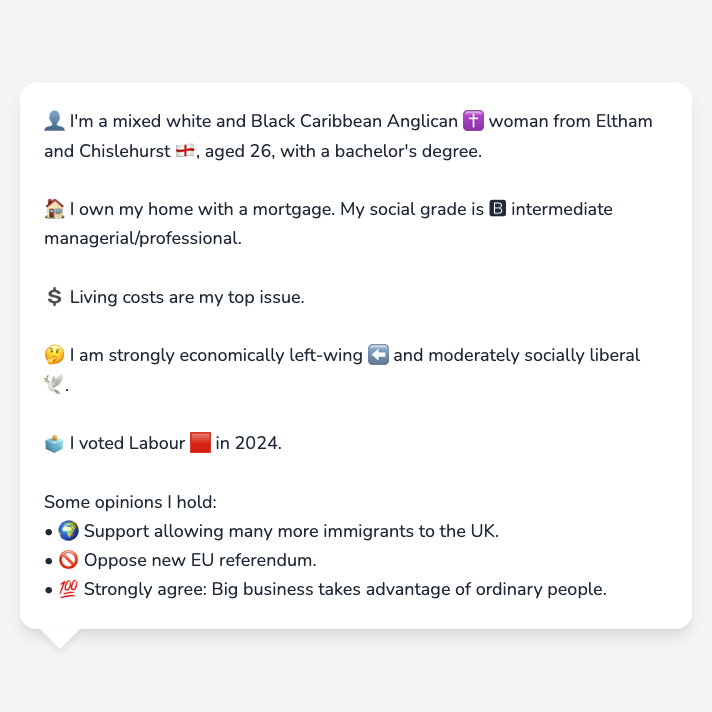 👤 I'm a mixed white and Black Caribbean Anglican ✝️ woman from Eltham
and Chislehurst 🏴󠁧󠁢󠁥󠁮󠁧󠁿, aged 26, with a bachelor's degree.
🏠 I own my home with a mortgage. My social grade is 🅱 intermediate
managerial/professional.
💲 Living costs are my top issue.
🤔 I am strongly economically left-wing ⬅️ and moderately socially liberal
🕊️.
🗳️ I voted Labour 🟥 in 2024.
Some opinions I hold:
• 🌍 Support allowing many more immigrants to the UK.
• 🚫 Oppose new EU referendum.
• 💯 Strongly agree: Big business takes advantage of ordinary people.